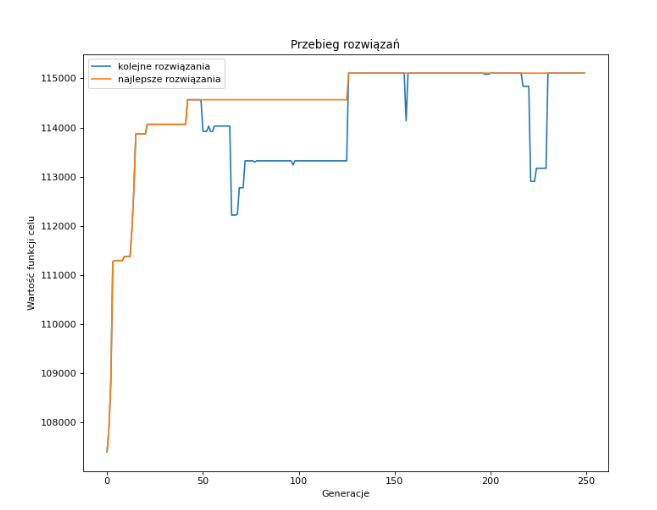 Przebieg rozwiązań
kolejne rozwiązania
najlepsze rozwiązania
115000
114000
113000
112000
111000
110000
109000
108000
Wartość funkcji celu
0 50 100 150 200 250
Generacje